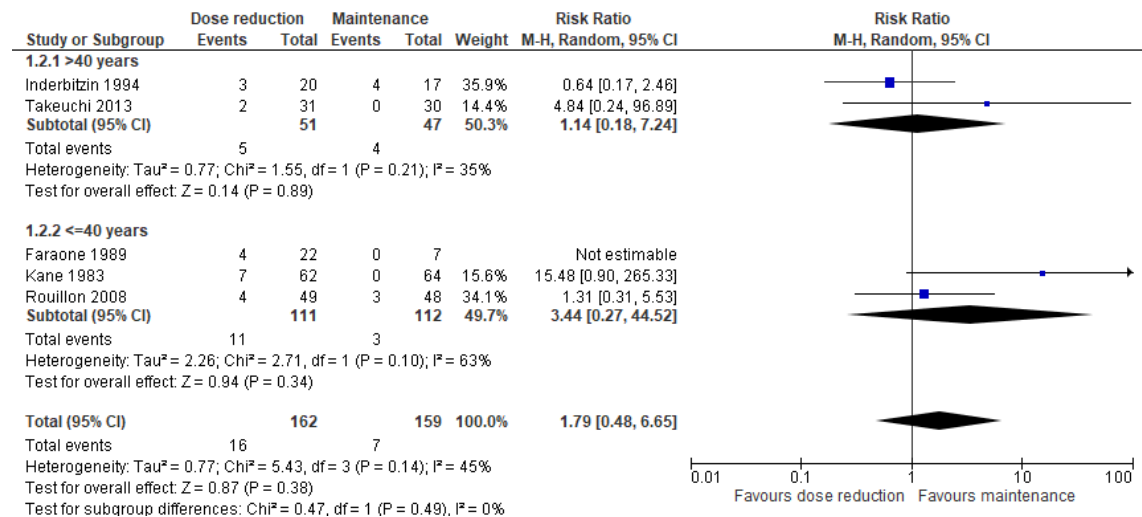 Dose reduction Maintenance Risk Ratio Risk Ratio
Study or Subgroup Events Total Events Total Weight M-H, Random, 95% CI M-H, Random, 95% CI
1.2.1 >40 years
Inderbitzin 1994 3 20 4 17 35.9% 0.64 [0.17, 2.46]
Takeuchi 2013 2 31 0 30 14.4% 4.84 [0.24, 96.89]
Subtotal (95% CI) 51 47 50.3% 1.14 [0.18, 7.24]
Total events 5 4
Heterogeneity: Tau² = 0.77; Chi² = 1.55, df = 1 (P = 0.21); I² = 35%
Test for overall effect: Z = 0.14 (P = 0.89)
1.2.2 <=40 years
Faraone 1989 4 22 0 7 Not estimable
Kane 1983 7 62 0 64 15.6% 15.48 [0.90, 265.33]
Rouillon 2008 4 49 3 48 34.1% 1.31 [0.31, 5.53]
Subtotal (95% CI) 111 112 49.7% 3.44 [0.27, 44.52]
Total events 11 3
Heterogeneity: Tau² = 2.26; Chi² = 2.71, df = 1 (P = 0.10); I² = 63%
Test for overall effect: Z = 0.94 (P = 0.34)
Total (95% CI) 162 159 100.0% 1.79 [0.48, 6.65]
Total events 16 7
Heterogeneity: Tau² = 0.77; Chi² = 5.43, df = 3 (P = 0.14); I² = 45%
Test for overall effect: Z = 0.87 (P = 0.38)
Test for subgroup differences: Chi² = 0.47, df = 1 (P = 0.49), I² = 0%
0.01 0.1 1 10 100
Favours dose reduction Favours maintenance